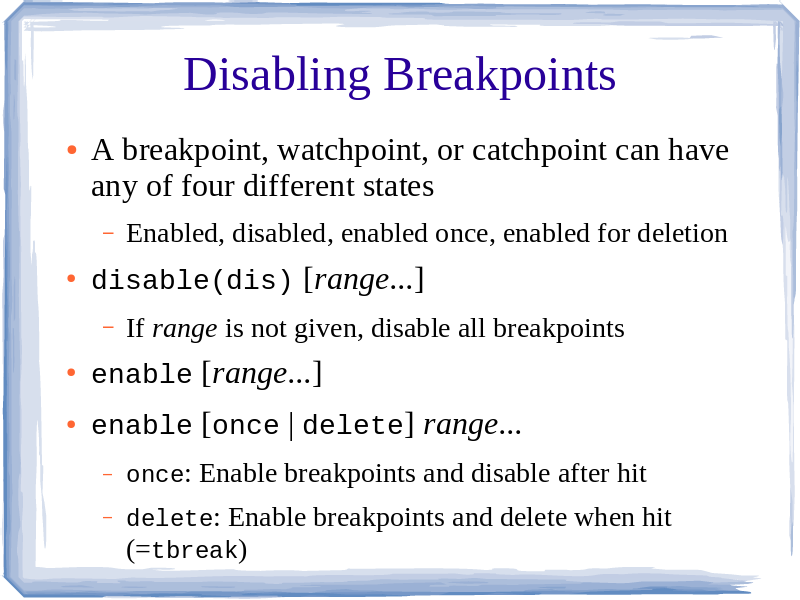 Disabling Breakpoints
• A breakpoint, watchpoint, or catchpoint can have
any of four different states
– Enabled, disabled, enabled once, enabled for deletion
• disable(dis) [range...]
– If range is not given, disable all breakpoints
• enable [range...]
• enable [once | delete] range...
– once: Enable breakpoints and disable after hit
– delete: Enable breakpoints and delete when hit
(=tbreak)